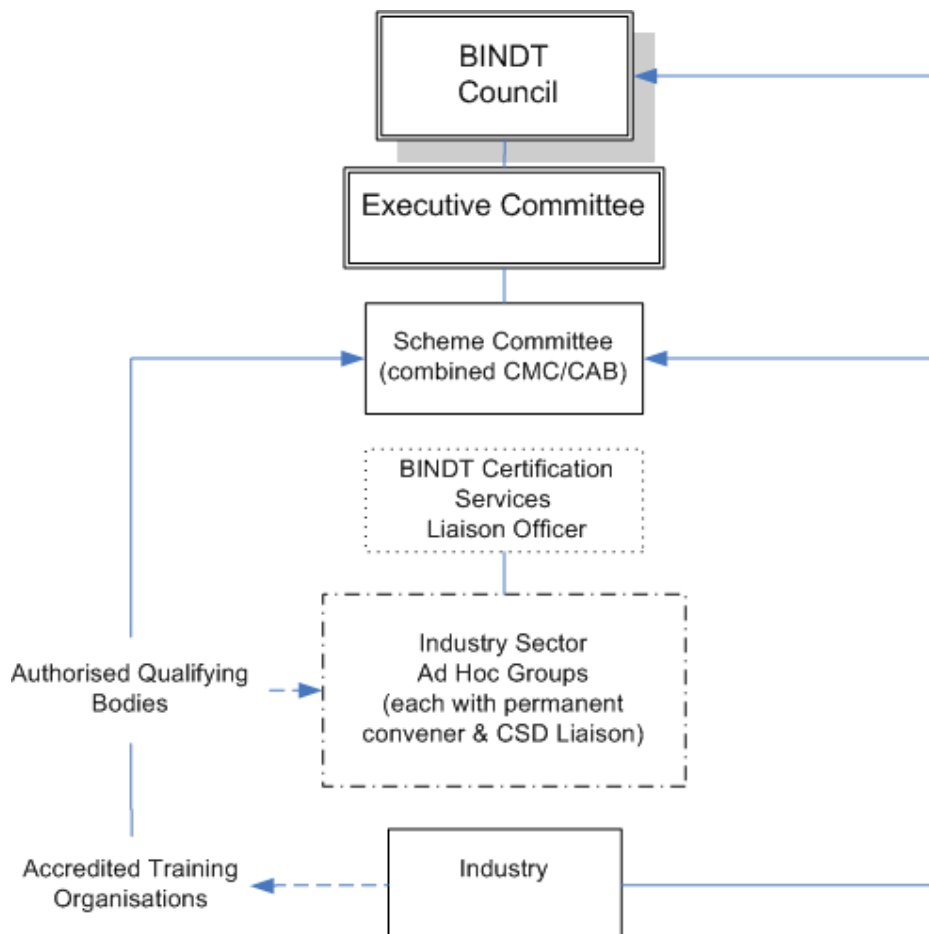 BINDT
Council
Executive Committee
Scheme Committee
(combined CMC/CAB)
BINDT Certification
Services
Liaison Officer
Industry Sector
Ad Hoc Groups
(each with permanent
convener & CSD Liaison)
Authorised Qualifying
Bodies
Accredited Training
Organisations
Industry